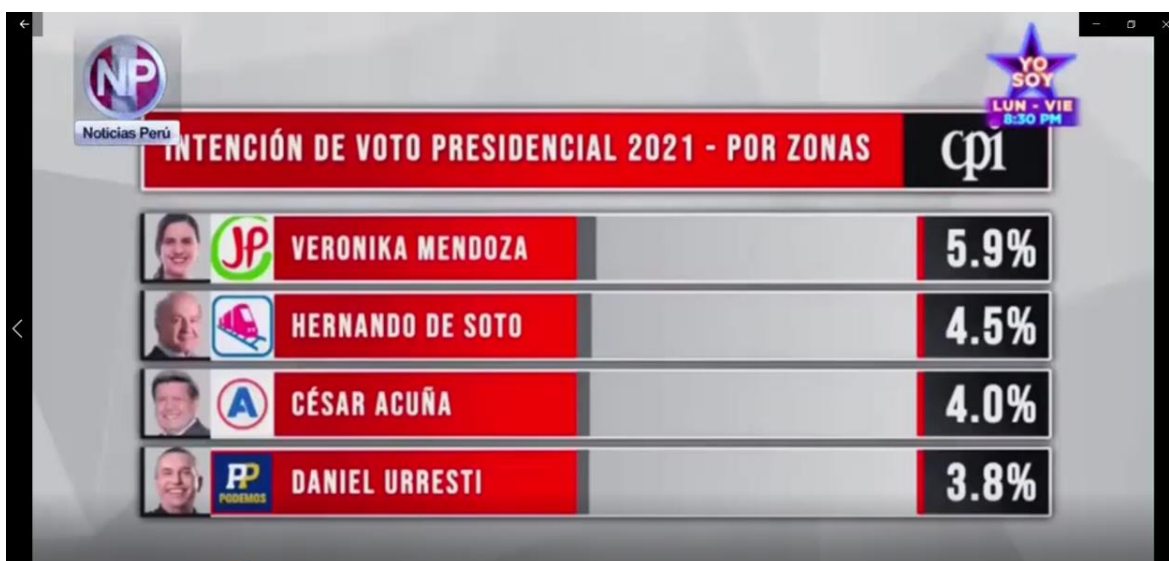 NP
Noticias Perú
YO
SOY
LUN - VIE
8:30 PM
INTENCIÓN DE VOTO PRESIDENCIAL 2021 - POR ZONAS
cpi
JP
VERONIKA MENDOZA
5.9%
HERNANDO DE SOTO
4.5%
A
CÉSAR ACUÑA
4.0%
PP
PODEMOS
DANIEL URRESTI
3.8%